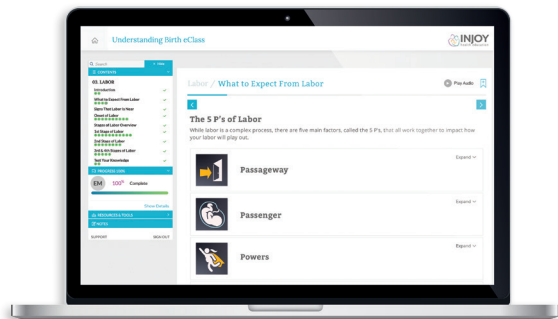 Understanding Birth eClass
INJOY
Search
CONTENTS
03. LABOR
Introduction
What to Expect From Labor
Signs That Labor Is Near
Onset of Labor
Stages of Labor Overview
1st Stage of Labor
2nd Stage of Labor
3rd & 4th Stages of Labor
Test Your Knowledge
EM 100% Complete
Show Details
RESOURCES & TOOLS
NOTES
SUPPORT SIGN OUT
Labor / What to Expect From Labor
Play Audio
The 5 P's of Labor
While labor is a complex process, there are five main factors, called the 5 P's, that all work together to impact how
your labor will play out.
Passageway
Expand
Passenger
Expand
Powers
Expand